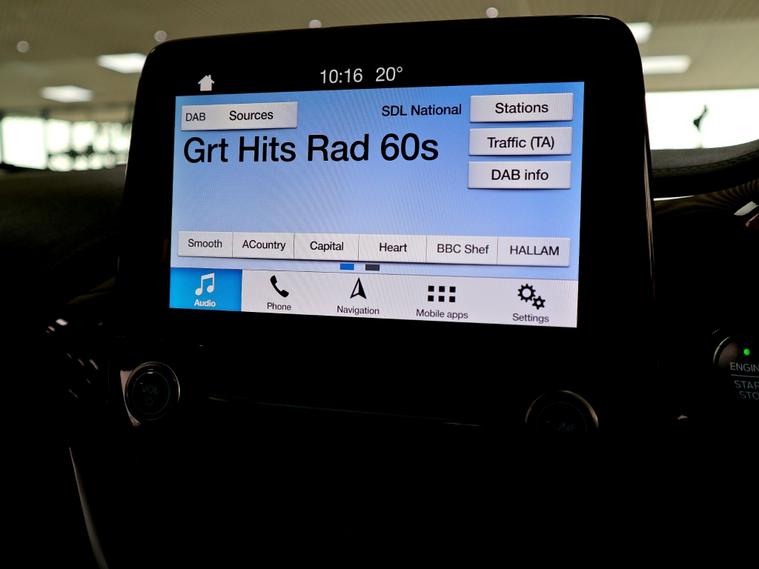 10:16 20°
DAB Sources
SDL National
Stations
Grt Hits Rad 60s
Traffic (TA)
DAB info
Smooth
ACountry
Capital
Heart
BBC Shef
HALLAM
Audio
Phone
Navigation
Mobile apps
Settings